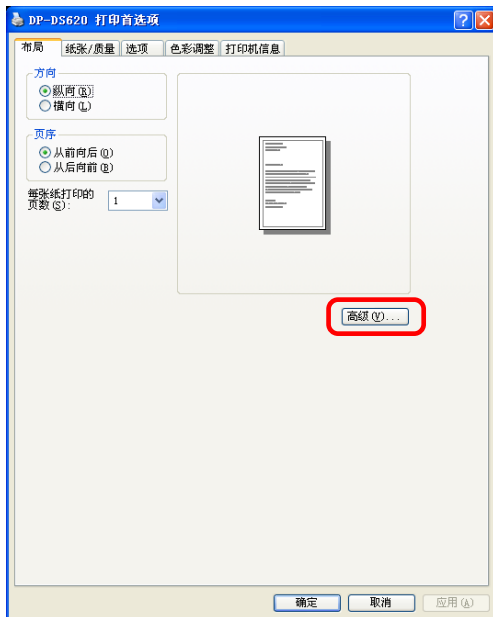 DP-DS620 打印首选项
布局 纸张/质量 选项 色彩调整 打印机信息
方向
纵向(R)
横向(L)
页序
从前向后(O)
从后向前(B)
每张纸打印的
页数(S): 1
高级(V)...
确定 取消 应用(A)